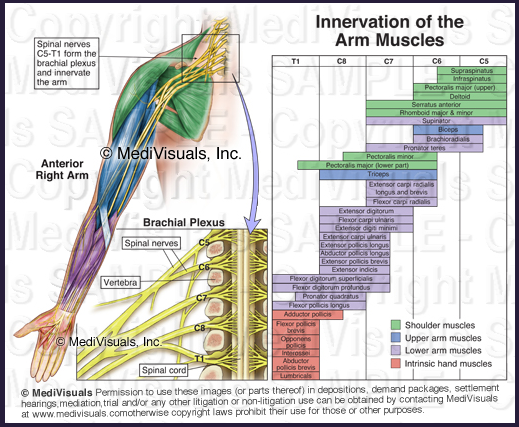 Innervation of the
Arm Muscles
Spinal nerves
C5-T1 form the
brachial plexus
and innervate
the arm
Anterior
Right Arm
© MediVisuals, Inc.
Brachial Plexus
Spinal nerves
Vertebra
Spinal cord
C5
C6
C7
C8
T1
© MediVisuals, Inc.
T1 C8 C7 C6 C5
Supraspinatus
Infraspinatus
Pectoralis major (upper)
Deltoid
Serratus anterior
Rhomboid major & minor
Supinator
Biceps
Brachioradialis
Pronator teres
Pectoralis minor
Pectoralis major (lower part)
Triceps
Extensor carpi radialis
longus and brevis
Flexor carpi radialis
Extensor digitorum
Flexor carpi ulnaris
Extensor digiti minimi
Extensor carpi ulnaris
Extensor pollicis longus
Abductor pollicis longus
Extensor pollicis brevis
Extensor indicis
Flexor digitorum superficialis
Flexor digitorum profundus
Pronator quadratus
Flexor pollicis longus
Adductor pollicis
Flexor pollicis
brevis
Opponens
pollicis
Interossei
Abductor
pollicis brevis
Lumbricals
Shoulder muscles
Upper arm muscles
Lower arm muscles
Intrinsic hand muscles
© MediVisuals Permission to use these images (or parts thereof) in depositions, demand packages, settlement
hearings,mediation,trial and/or any other litigation or non-litigation use can be obtained by contacting MediVisuals
at www.medivisuals.comotherwise copyright laws prohibit their use for those or other purposes.